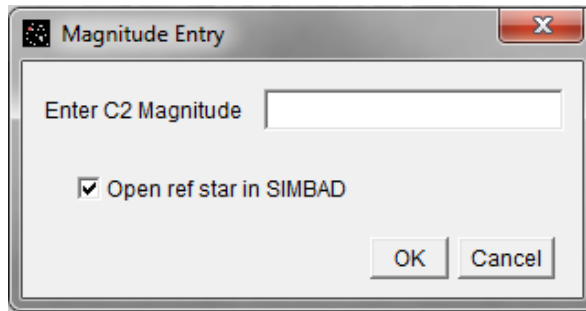 Magnitude Entry
Enter C2 Magnitude
Open ref star in SIMBAD
OK Cancel